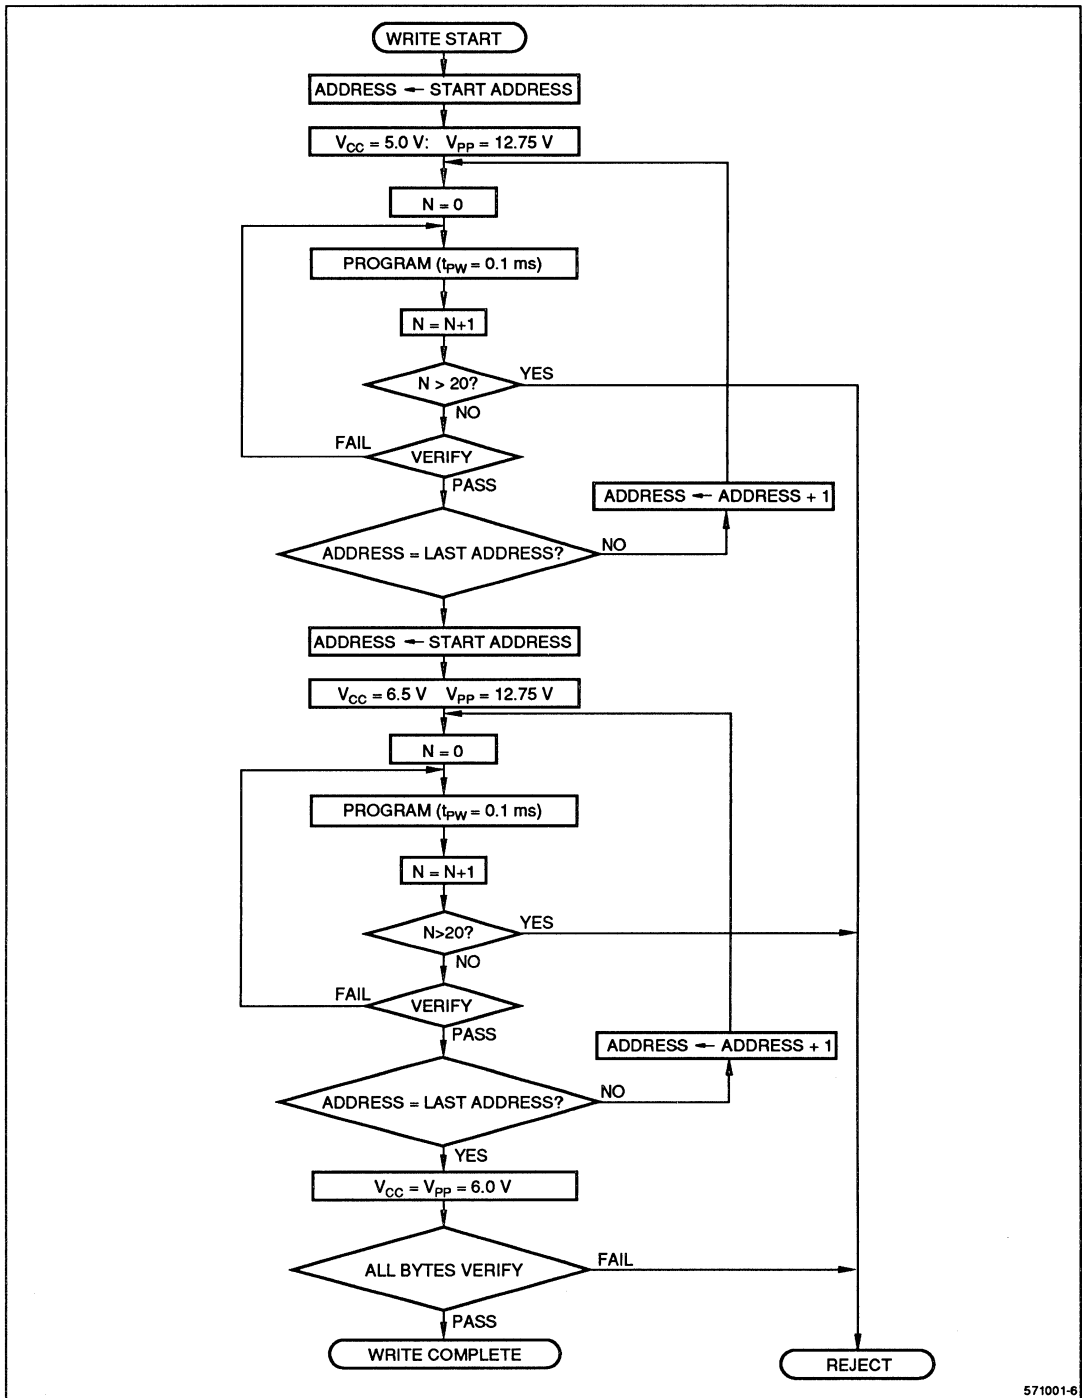 WRITE START
ADDRESS ← START ADDRESS
VCC = 5.0 V: VPP = 12.75 V
N = 0
PROGRAM (tPW = 0.1 ms)
N = N+1
N > 20?
YES
NO
FAIL
VERIFY
PASS
ADDRESS ← ADDRESS + 1
ADDRESS = LAST ADDRESS?
NO
ADDRESS ← START ADDRESS
VCC = 6.5 V VPP = 12.75 V
N = 0
PROGRAM (tPW = 0.1 ms)
N = N+1
N>20?
YES
NO
FAIL
VERIFY
PASS
ADDRESS ← ADDRESS + 1
ADDRESS = LAST ADDRESS?
NO
YES
VCC = VPP = 6.0 V
ALL BYTES VERIFY
FAIL
PASS
WRITE COMPLETE
REJECT
571001-6